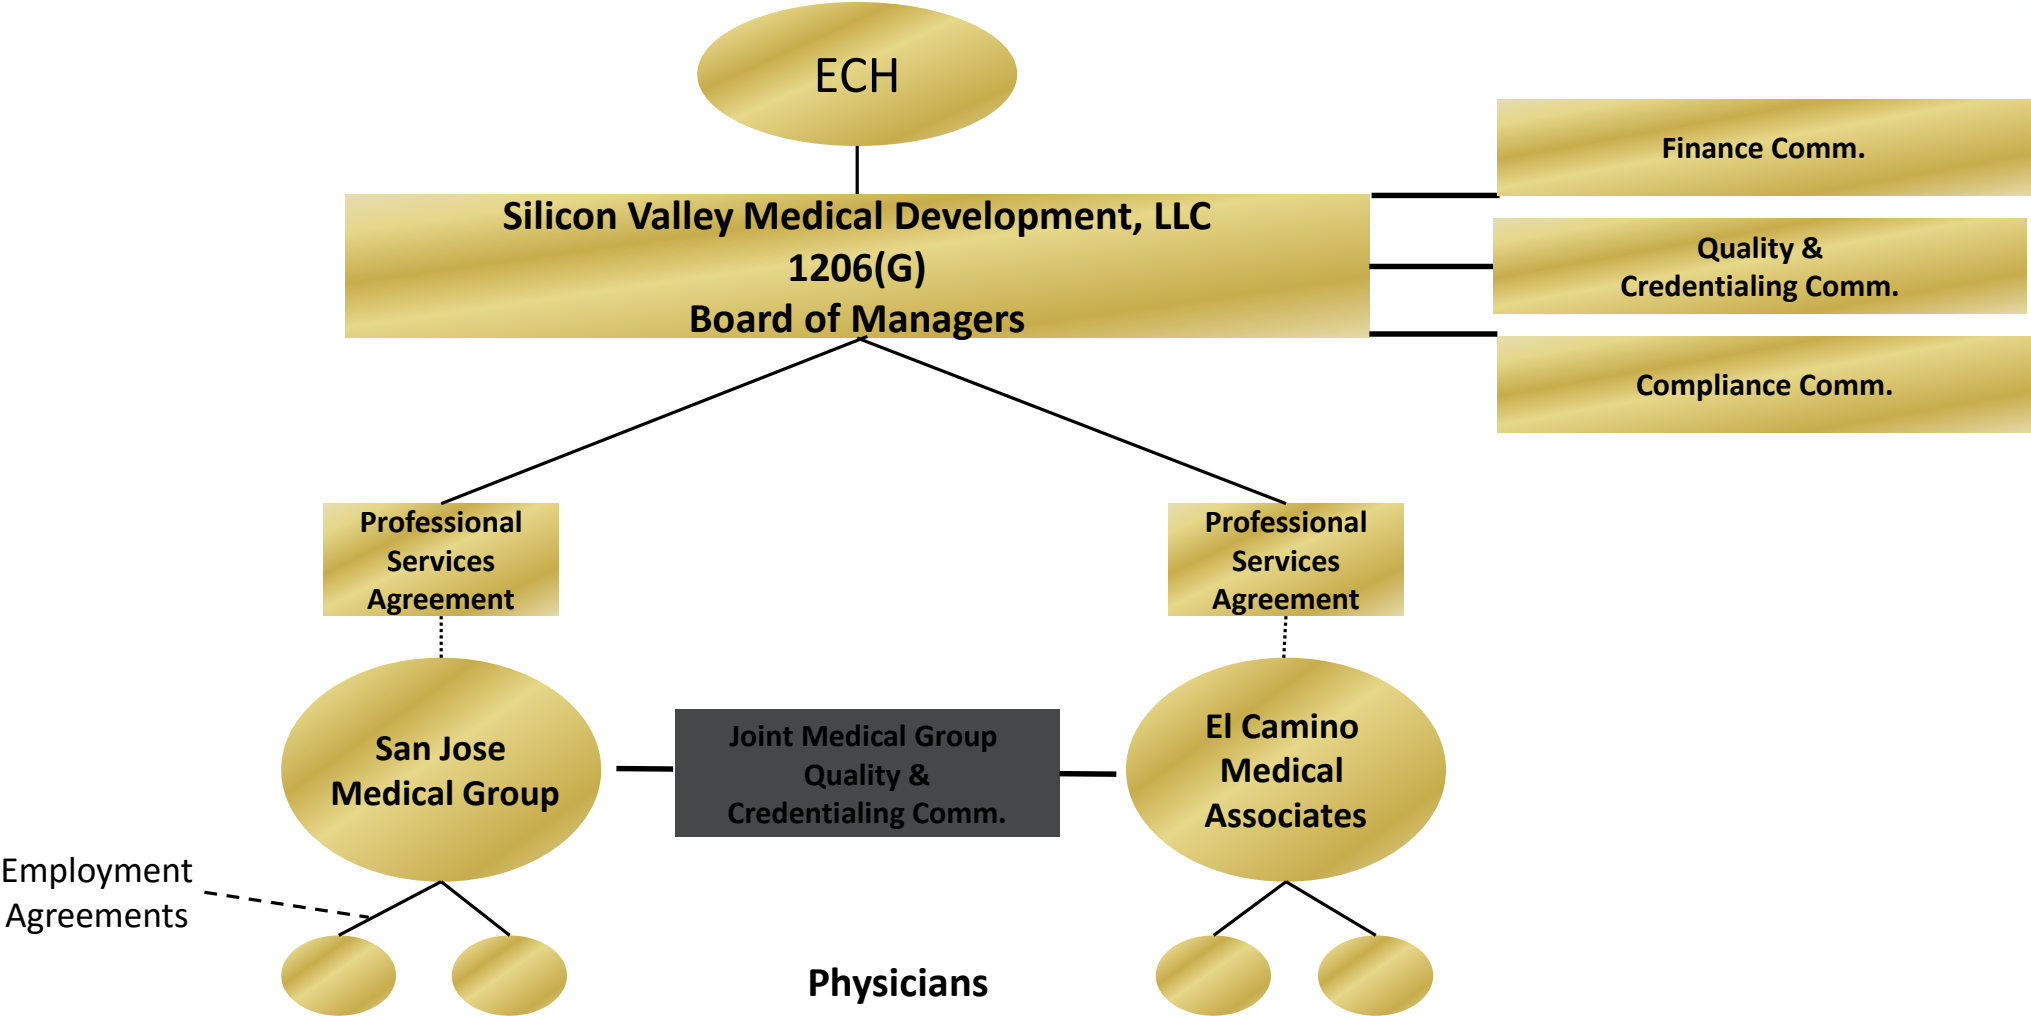 ECH
Finance Comm.
Silicon Valley Medical Development, LLC
1206(G)
Board of Managers
Quality &
Credentialing Comm.
Compliance Comm.
Professional
Services
Agreement
Professional
Services
Agreement
San Jose
Medical Group
Joint Medical Group
Quality &
Credentialing Comm.
El Camino
Medical
Associates
Employment
Agreements
Physicians